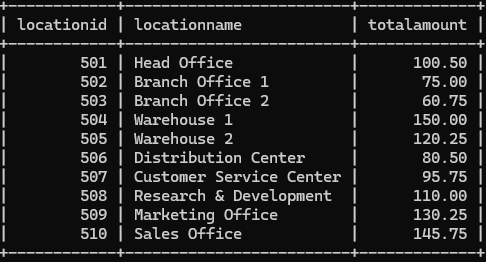 +------------+-------------------------+-------------+
| locationid | locationname            | totalamount |
+------------+-------------------------+-------------+
|        501 | Head Office             |      100.50 |
|        502 | Branch Office 1         |       75.00 |
|        503 | Branch Office 2         |       60.75 |
|        504 | Warehouse 1             |      150.00 |
|        505 | Warehouse 2             |      120.25 |
|        506 | Distribution Center     |       80.50 |
|        507 | Customer Service Center |       95.75 |
|        508 | Research & Development  |      110.00 |
|        509 | Marketing Office        |      130.25 |
|        510 | Sales Office            |      145.75 |
+------------+-------------------------+-------------+